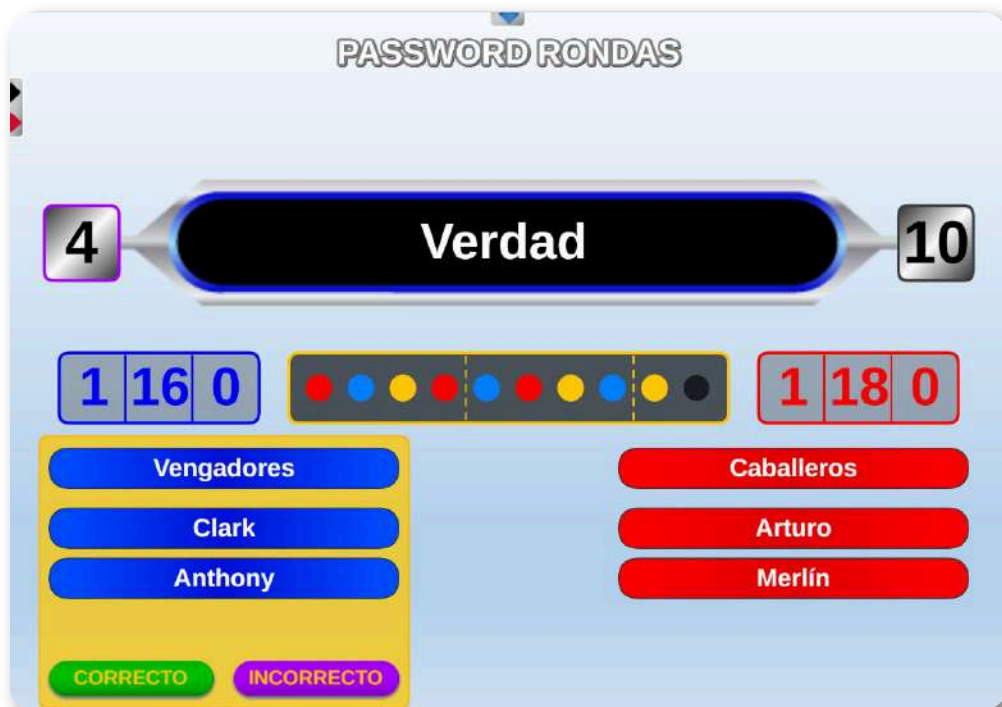 PASSWORD RONDAS
4 Verdad 10
1 16 0 1 18 0
Vengadores Caballeros
Clark Arturo
Anthony Merlín
CORRECTO INCORRECTO